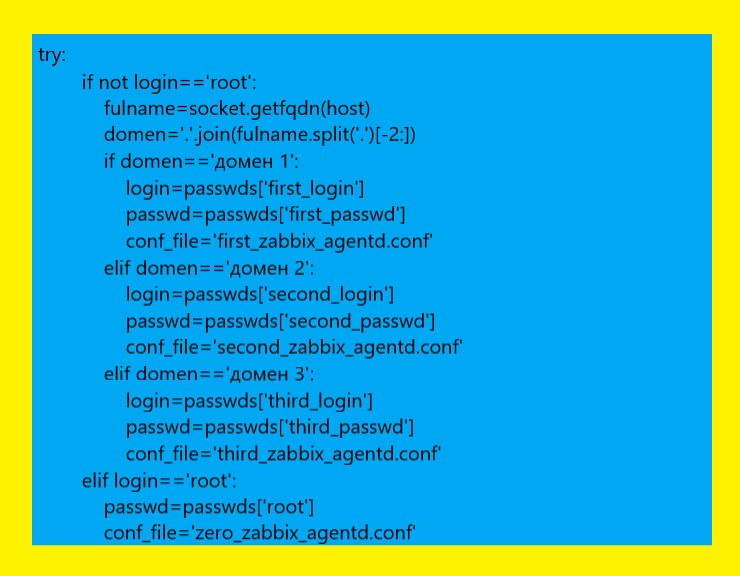 try:
if not login=='root':
fulname=socket.getfqdn(host)
domen='.'.join(fulname.split('.')[-2:])
if domen=='домен 1':
login=passwds['first_login']
passwd=passwds['first_passwd']
conf_file='first_zabbix_agentd.conf'
elif domen=='домен 2':
login=passwds['second_login']
passwd=passwds['second_passwd']
conf_file='second_zabbix_agentd.conf'
elif domen=='домен 3':
login=passwds['third_login']
passwd=passwds['third_passwd']
conf_file='third_zabbix_agentd.conf'
elif login=='root':
passwd=passwds['root']
conf_file='zero_zabbix_agentd.conf'